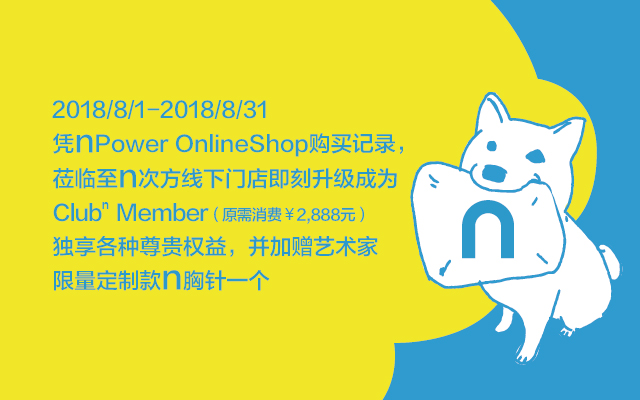 2018/8/1-2018/8/31
凭nPower OnlineShop购买记录，
莅临至n次方线下门店即刻升级成为
Clubⁿ Member（原需消费￥2,888元）
独享各种尊贵权益，并加赠艺术家
限量定制款n胸针一个
n